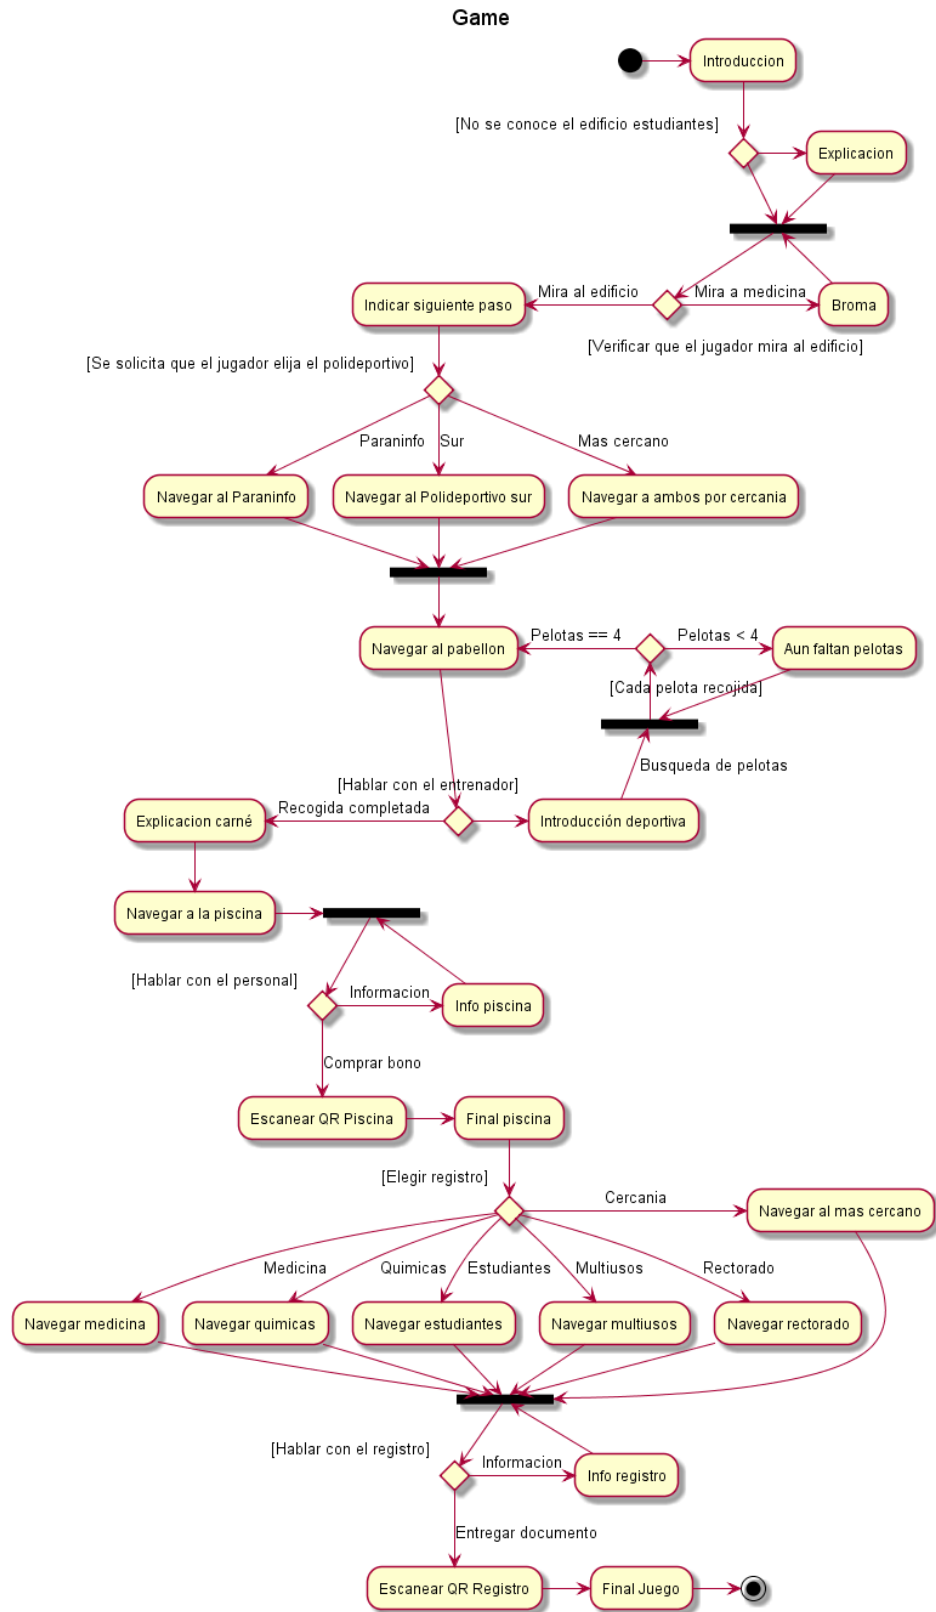 Game
Introduccion
[No se conoce el edificio estudiantes]
Explicacion
Mira al edificio
Mira a medicina
Indicar siguiente paso
Broma
[Verificar que el jugador mira al edificio]
[Se solicita que el jugador elija el polideportivo]
Paraninfo
Sur
Mas cercano
Navegar al Paraninfo
Navegar al Polideportivo sur
Navegar a ambos por cercania
Pelotas == 4
Pelotas < 4
Navegar al pabellon
Aun faltan pelotas
[Cada pelota recojida]
Busqueda de pelotas
[Hablar con el entrenador]
Recogida completada
Explicacion carné
Introducción deportiva
Navegar a la piscina
[Hablar con el personal]
Informacion
Info piscina
Comprar bono
Escanear QR Piscina
Final piscina
[Elegir registro]
Cercania
Navegar al mas cercano
Medicina
Quimicas
Estudiantes
Multiusos
Rectorado
Navegar medicina
Navegar quimicas
Navegar estudiantes
Navegar multiusos
Navegar rectorado
[Hablar con el registro]
Informacion
Info registro
Entregar documento
Escanear QR Registro
Final Juego